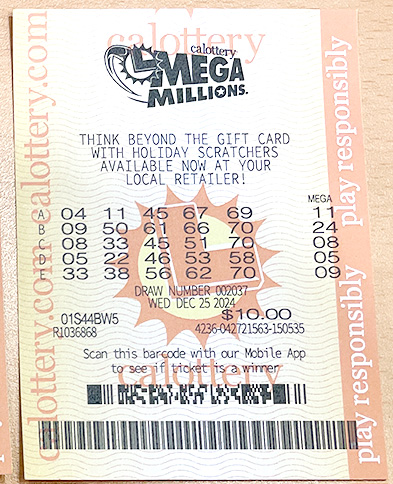 calottery
calottery
MEGA
MILLIONS®
THINK BEYOND THE GIFT CARD
WITH HOLIDAY SCRATCHERS
AVAILABLE NOW AT YOUR
LOCAL RETAILER!
MEGA
A 04 11 45 67 69 11
B 09 50 61 66 70 24
C 08 33 45 51 70 08
D 05 22 46 53 58 05
E 33 38 56 62 70 09
DRAW NUMBER 002037
WED DEC 25 2024
01S44BW5 $10.00
R1036868 4236-042721563-150535
Scan this barcode with our Mobile App
to see if ticket is a winner
calottery
calottery.com calottery.com
play responsibly play responsibly